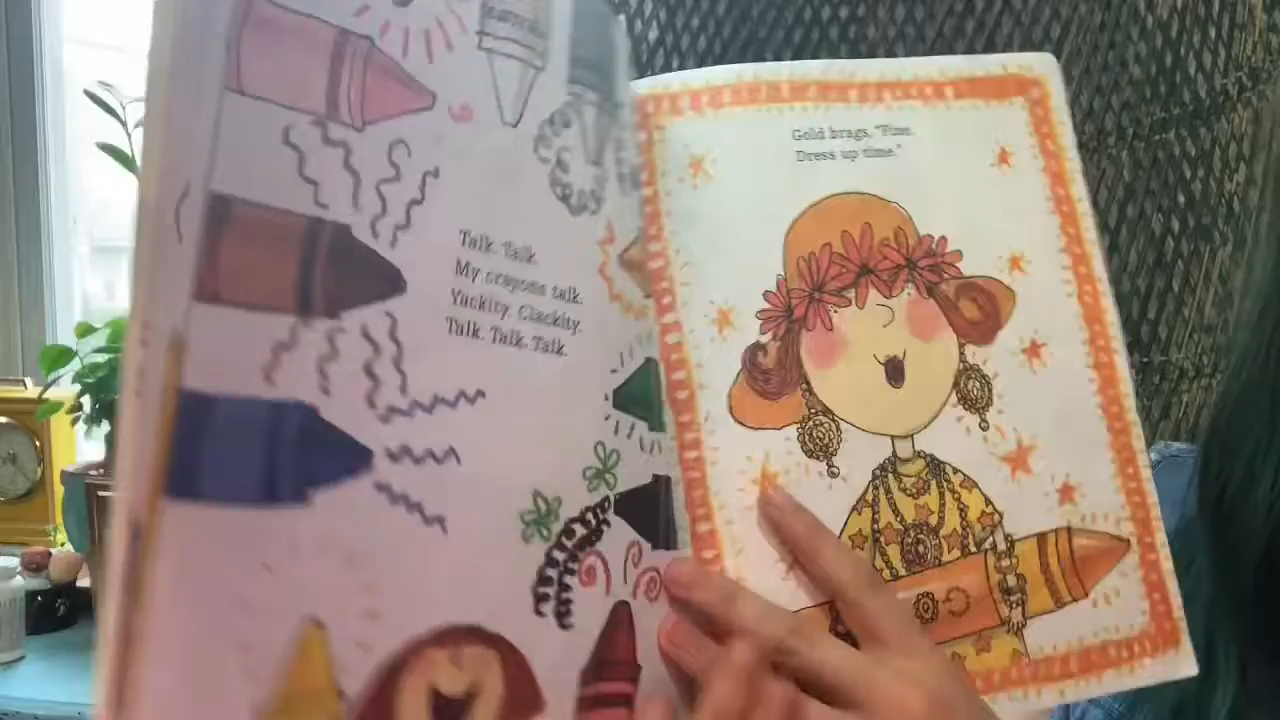 Talk. Talk.
My crayons talk.
Yackity. Clackity.
Talk. Talk. Talk.
Gold brags, "Fine.
Dress up time."